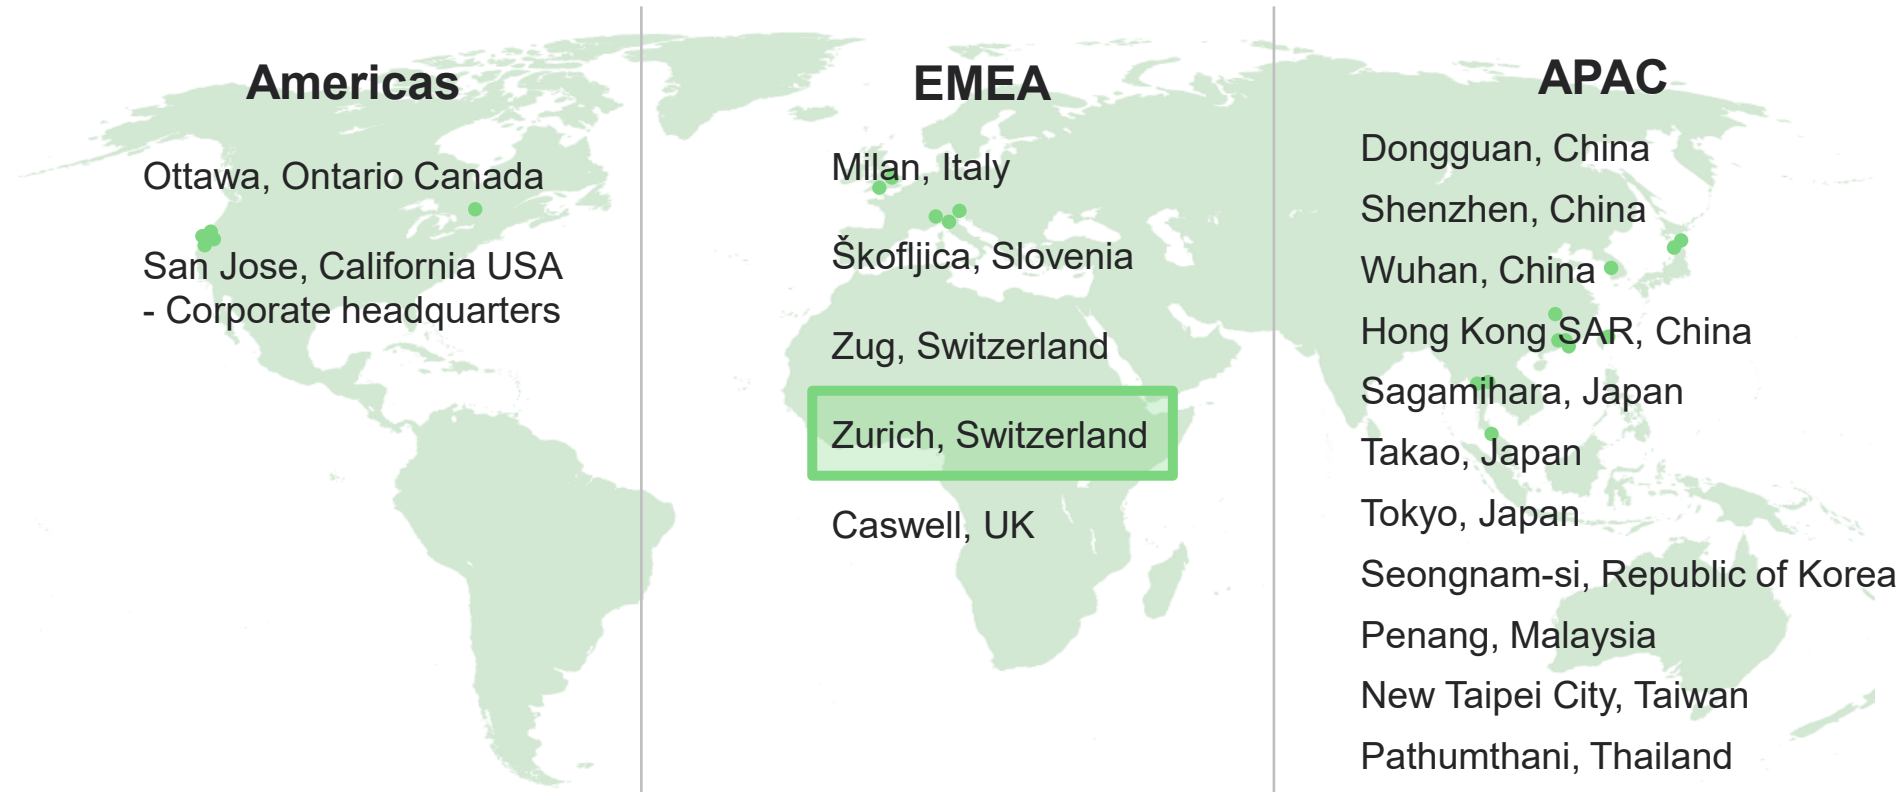 Americas
Ottawa, Ontario Canada
San Jose, California USA
- Corporate headquarters
EMEA
Milan, Italy
Škofljica, Slovenia
Zug, Switzerland
Zurich, Switzerland
Caswell, UK
APAC
Dongguan, China
Shenzhen, China
Wuhan, China
Hong Kong SAR, China
Sagamihara, Japan
Takao, Japan
Tokyo, Japan
Seongnam-si, Republic of Korea
Penang, Malaysia
New Taipei City, Taiwan
Pathumthani, Thailand